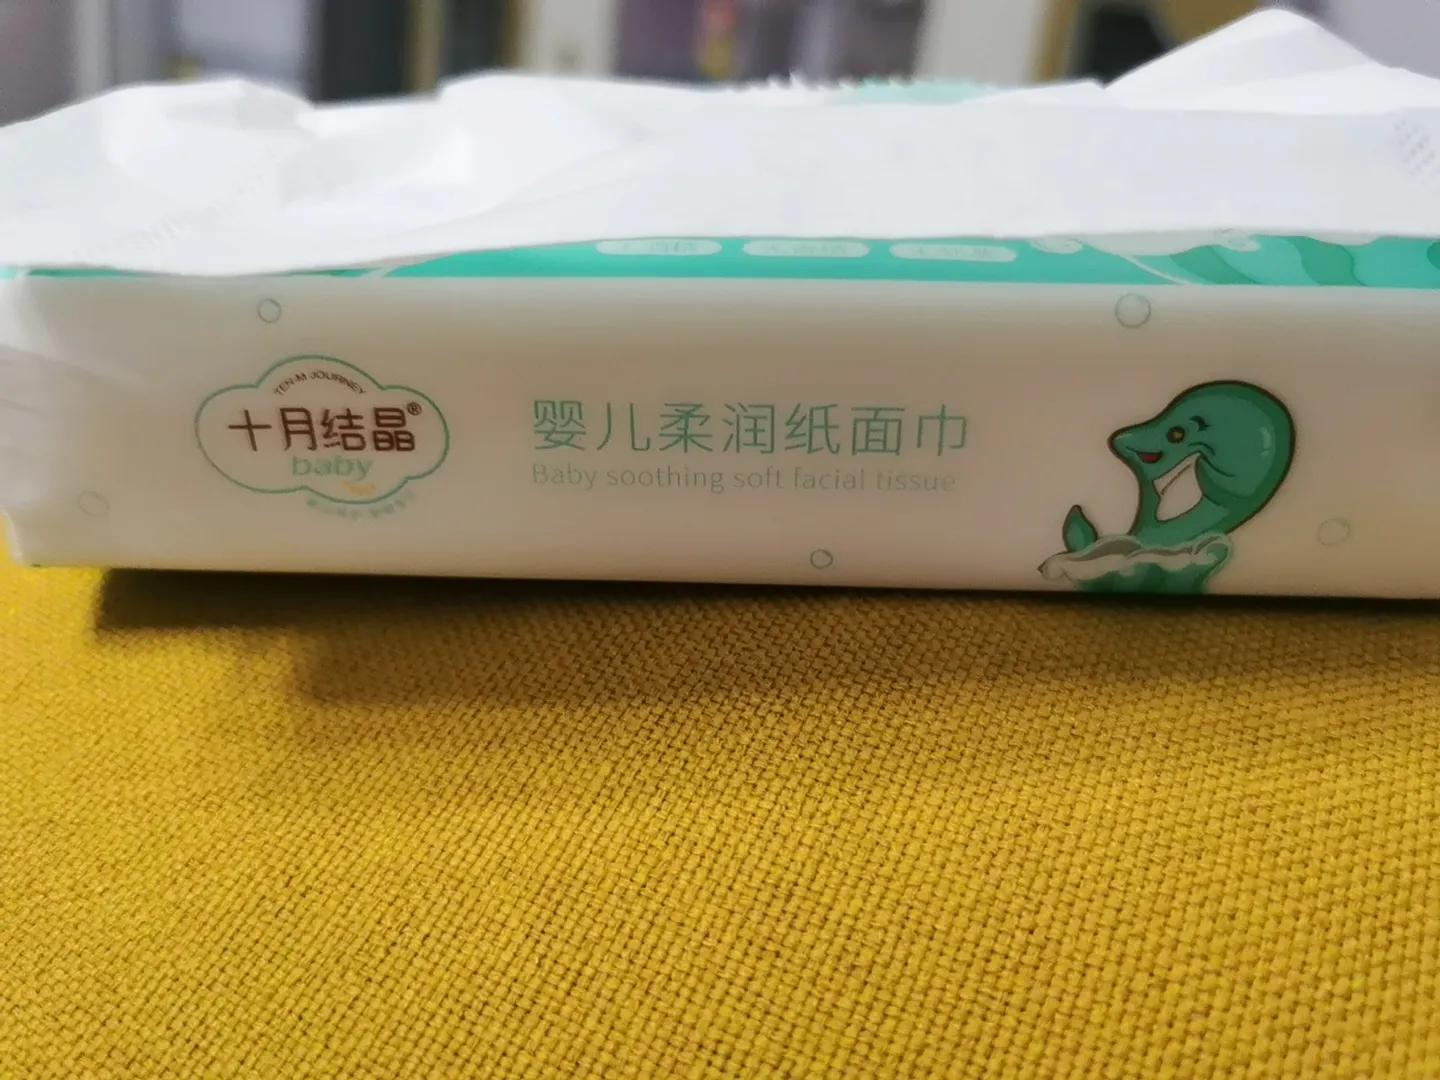 TEN-M JOURNEY
十月结晶®
baby
婴儿柔润纸面巾
Baby soothing soft facial tissue